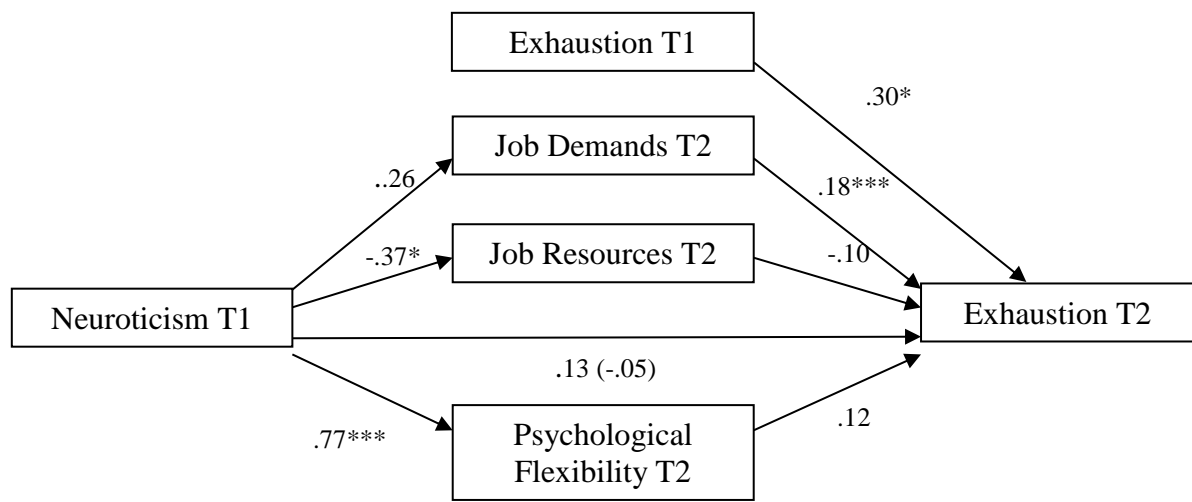 Exhaustion T1
.30*
Job Demands T2
..26
.18***
Job Resources T2
-.37*
-.10
Neuroticism T1
Exhaustion T2
.13 (-.05)
.77***
Psychological
Flexibility T2
.12